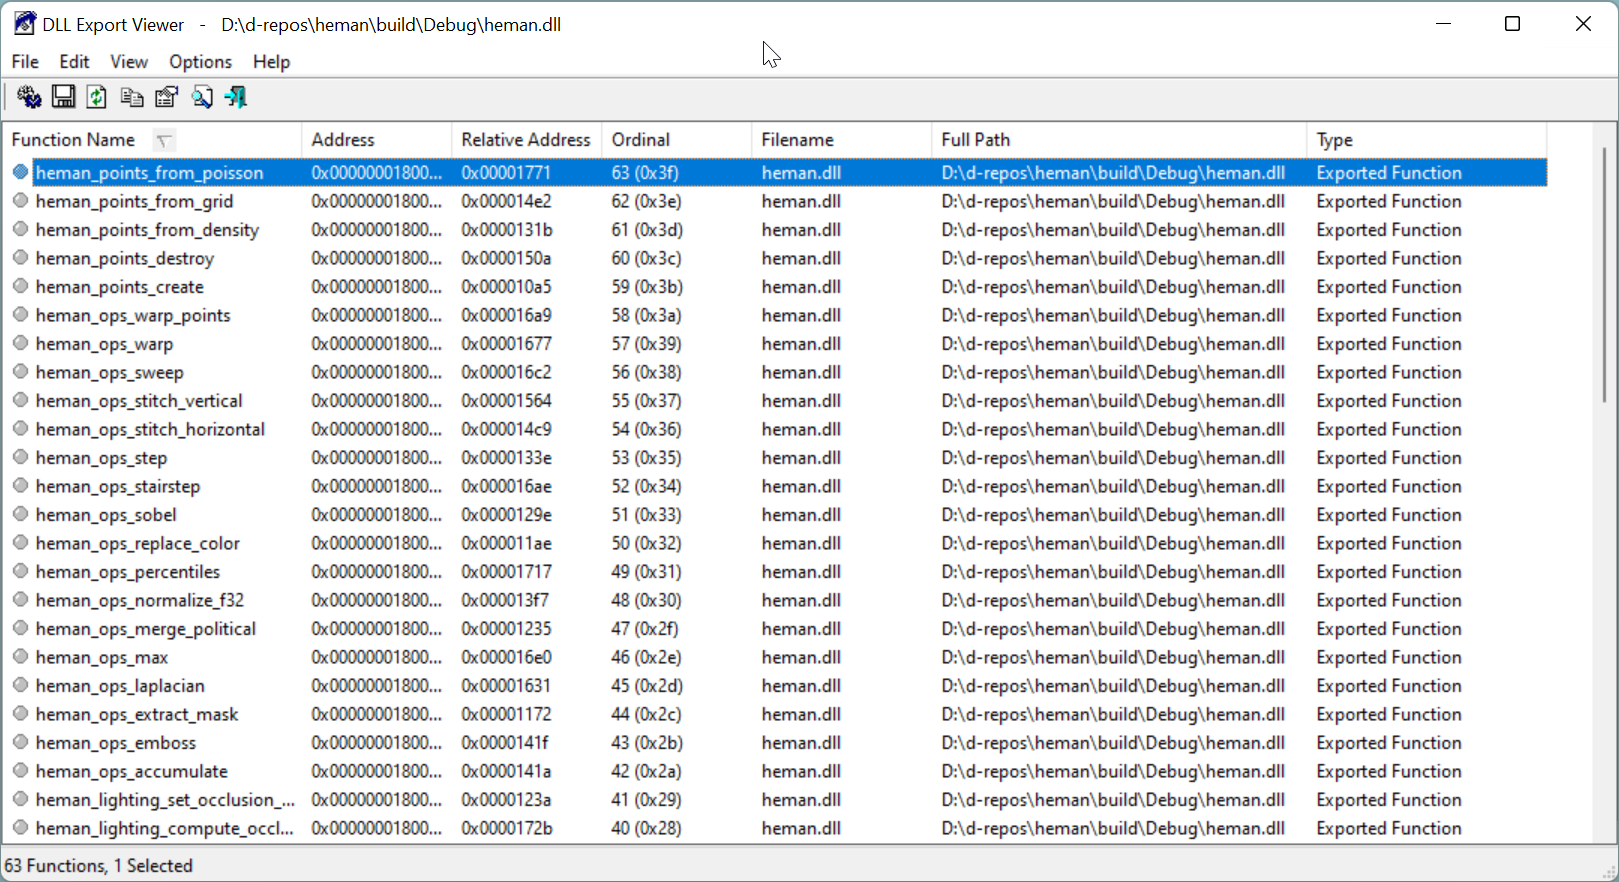 DLL Export Viewer - D:\d-repos\heman\build\Debug\heman.dll
File Edit View Options Help
Function Name Address Relative Address Ordinal Filename Full Path Type
heman_points_from_poisson 0x00000001800... 0x00001771 63 (0x3f) heman.dll D:\d-repos\heman\build\Debug\heman.dll Exported Function
heman_points_from_grid 0x00000001800... 0x000014e2 62 (0x3e) heman.dll D:\d-repos\heman\build\Debug\heman.dll Exported Function
heman_points_from_density 0x00000001800... 0x0000131b 61 (0x3d) heman.dll D:\d-repos\heman\build\Debug\heman.dll Exported Function
heman_points_destroy 0x00000001800... 0x0000150a 60 (0x3c) heman.dll D:\d-repos\heman\build\Debug\heman.dll Exported Function
heman_points_create 0x00000001800... 0x000010a5 59 (0x3b) heman.dll D:\d-repos\heman\build\Debug\heman.dll Exported Function
heman_ops_warp_points 0x00000001800... 0x000016a9 58 (0x3a) heman.dll D:\d-repos\heman\build\Debug\heman.dll Exported Function
heman_ops_warp 0x00000001800... 0x00001677 57 (0x39) heman.dll D:\d-repos\heman\build\Debug\heman.dll Exported Function
heman_ops_sweep 0x00000001800... 0x000016c2 56 (0x38) heman.dll D:\d-repos\heman\build\Debug\heman.dll Exported Function
heman_ops_stitch_vertical 0x00000001800... 0x00001564 55 (0x37) heman.dll D:\d-repos\heman\build\Debug\heman.dll Exported Function
heman_ops_stitch_horizontal 0x00000001800... 0x000014c9 54 (0x36) heman.dll D:\d-repos\heman\build\Debug\heman.dll Exported Function
heman_ops_step 0x00000001800... 0x0000133e 53 (0x35) heman.dll D:\d-repos\heman\build\Debug\heman.dll Exported Function
heman_ops_stairstep 0x00000001800... 0x000016ae 52 (0x34) heman.dll D:\d-repos\heman\build\Debug\heman.dll Exported Function
heman_ops_sobel 0x00000001800... 0x0000129e 51 (0x33) heman.dll D:\d-repos\heman\build\Debug\heman.dll Exported Function
heman_ops_replace_color 0x00000001800... 0x000011ae 50 (0x32) heman.dll D:\d-repos\heman\build\Debug\heman.dll Exported Function
heman_ops_percentiles 0x00000001800... 0x00001717 49 (0x31) heman.dll D:\d-repos\heman\build\Debug\heman.dll Exported Function
heman_ops_normalize_f32 0x00000001800... 0x000013f7 48 (0x30) heman.dll D:\d-repos\heman\build\Debug\heman.dll Exported Function
heman_ops_merge_political 0x00000001800... 0x00001235 47 (0x2f) heman.dll D:\d-repos\heman\build\Debug\heman.dll Exported Function
heman_ops_max 0x00000001800... 0x000016e0 46 (0x2e) heman.dll D:\d-repos\heman\build\Debug\heman.dll Exported Function
heman_ops_laplacian 0x00000001800... 0x00001631 45 (0x2d) heman.dll D:\d-repos\heman\build\Debug\heman.dll Exported Function
heman_ops_extract_mask 0x00000001800... 0x00001172 44 (0x2c) heman.dll D:\d-repos\heman\build\Debug\heman.dll Exported Function
heman_ops_emboss 0x00000001800... 0x0000141f 43 (0x2b) heman.dll D:\d-repos\heman\build\Debug\heman.dll Exported Function
heman_ops_accumulate 0x00000001800... 0x0000141a 42 (0x2a) heman.dll D:\d-repos\heman\build\Debug\heman.dll Exported Function
heman_lighting_set_occlusion_... 0x00000001800... 0x0000123a 41 (0x29) heman.dll D:\d-repos\heman\build\Debug\heman.dll Exported Function
heman_lighting_compute_occl... 0x00000001800... 0x0000172b 40 (0x28) heman.dll D:\d-repos\heman\build\Debug\heman.dll Exported Function
63 Functions, 1 Selected